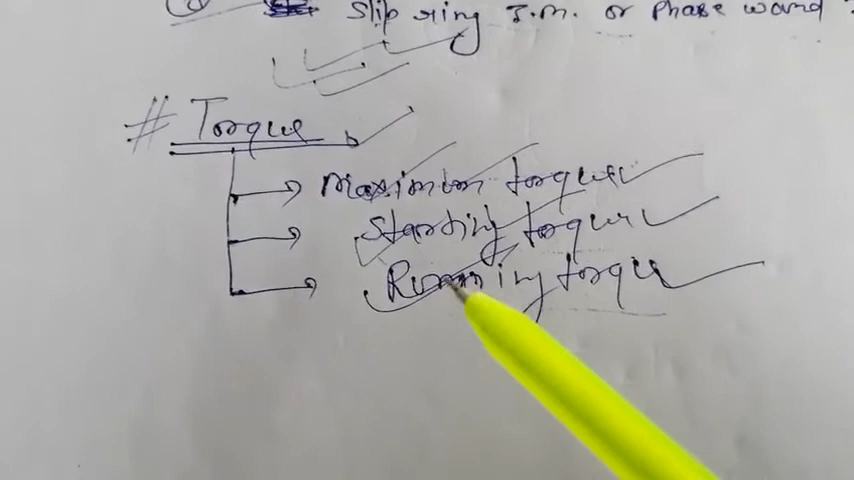 Slip ring I.M. or Phase wound
# Torque
Maximum torque
Starting torque
Running torque